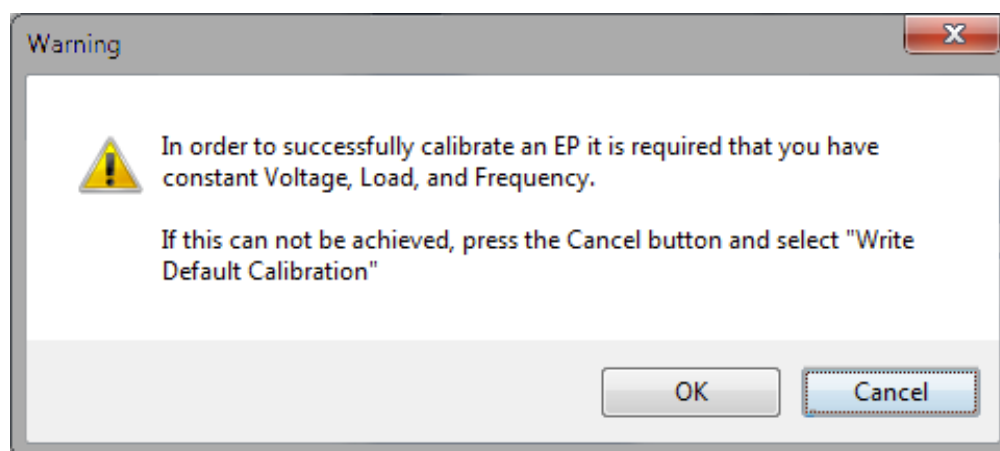 Warning
In order to successfully calibrate an EP it is required that you have
constant Voltage, Load, and Frequency.
If this can not be achieved, press the Cancel button and select "Write
Default Calibration"
OK
Cancel